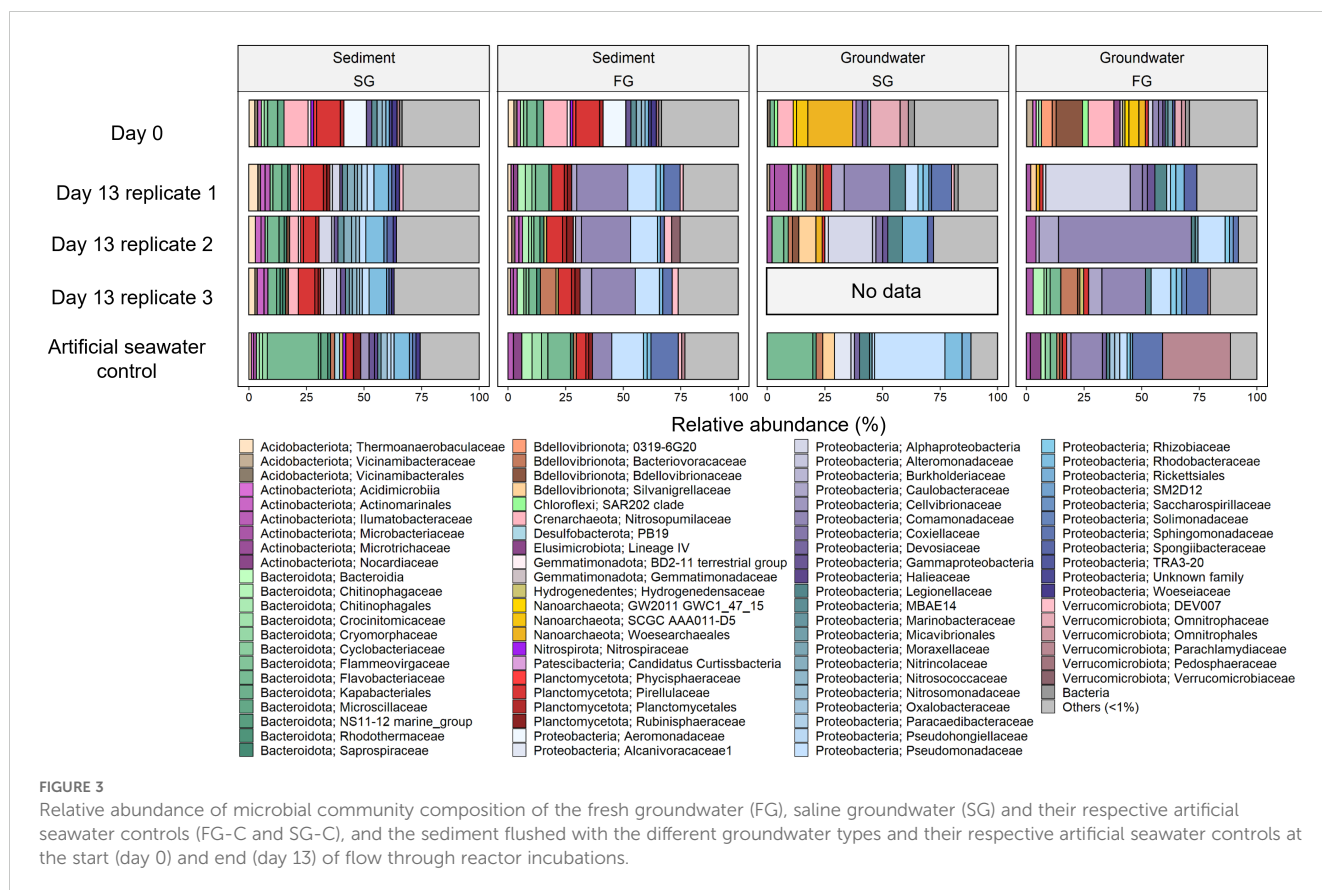 Sediment
SG
Sediment
FG
Groundwater
SG
Groundwater
FG
Day 0
Day 13 replicate 1
Day 13 replicate 2
Day 13 replicate 3
No data
Artificial seawater
control
0 25 50 75 100
0 25 50 75 100
0 25 50 75 100
0 25 50 75 100
Relative abundance (%)
Acidobacteriota; Thermoanaerobaculaceae
Acidobacteriota; Vicinambateraceae
Acidobacteriota; Vicinambaterales
Actinobacteriota; Acidimicrobiia
Actinobacteriota; Actinomarinales
Actinobacteriota; Ilumatobacteraceae
Actinobacteriota; Microbacteriaceae
Actinobacteriota; Microtrichaceae
Actinobacteriota; Nocardiaceae
Bacteroidota; Bacteroidia
Bacteroidota; Chitinophagaceae
Bacteroidota; Chitinophagales
Bacteroidota; Crocinitomicaceae
Bacteroidota; Cryomorphaceae
Bacteroidota; Cyclobacteriaceae
Bacteroidota; Flammeovirgaceae
Bacteroidota; Flavobacteriaceae
Bacteroidota; Kapabacteriales
Bacteroidota; Microscillaceae
Bacteroidota; NS11-12 marine_group
Bacteroidota; Rhodothermaceae
Bacteroidota; Saprospiraceae
Bdellovibrionota; 0319-6G20
Bdellovibrionota; Bacteriovoracaceae
Bdellovibrionota; Bdellovibrionaceae
Bdellovibrionota; Silvanigrellaceae
Chloroflexi; SAR202 clade
Crenarchaeota; Nitrosopumilaceae
Desulfobacterota; PB19
Elusimicrobiota; Lineage IV
Gemmatimonadota; BD2-11 terrestrial group
Gemmatimonadota; Gemmatimonadaceae
Hydrogenedentes; Hydrogenedensaceae
Nanoarchaeota; GW2011 GWC1_47_15
Nanoarchaeota; SCGC AAA011-D5
Nanoarchaeota; Woesearchaeales
Nitrospirota; Nitrospiraceae
Patescibacteria; Candidatus Curtissbacteria
Planctomycetota; Phycisphaeraceae
Planctomycetota; Pirellulaceae
Planctomycetota; Planctomycetales
Planctomycetota; Rubinisphaeraceae
Proteobacteria; Aeromonadaceae
Proteobacteria; Alcanivoracaceae1
Proteobacteria; Alphaproteobacteria
Proteobacteria; Alteromonadaceae
Proteobacteria; Burkholderiaceae
Proteobacteria; Caulobacteraceae
Proteobacteria; Cellvibrionaceae
Proteobacteria; Comamonadaceae
Proteobacteria; Coxiellaceae
Proteobacteria; Devosiaceae
Proteobacteria; Gammaproteobacteria
Proteobacteria; Halieaceae
Proteobacteria; Legionellaceae
Proteobacteria; MBAE14
Proteobacteria; Marinobacteraceae
Proteobacteria; Micavibrionales
Proteobacteria; Moraxellaceae
Proteobacteria; Nitrincolaceae
Proteobacteria; Nitrosococcaceae
Proteobacteria; Nitrosomonadaceae
Proteobacteria; Oxalobacteraceae
Proteobacteria; Paracaedibacteraceae
Proteobacteria; Pseudohongiellaceae
Proteobacteria; Pseudomonadaceae
Proteobacteria; Rhizobiaceae
Proteobacteria; Rhodobacteraceae
Proteobacteria; Rickettsiales
Proteobacteria; SM2D12
Proteobacteria; Saccharospirillaceae
Proteobacteria; Solimonadaceae
Proteobacteria; Sphingomonadaceae
Proteobacteria; Spongiibacteraceae
Proteobacteria; TRA3-20
Proteobacteria; Unknown family
Proteobacteria; Woeseiaceae
Verrucomicrobiota; DEV007
Verrucomicrobiota; Omnitrophaceae
Verrucomicrobiota; Omnitrophales
Verrucomicrobiota; Parachlamydiaceae
Verrucomicrobiota; Pedosphaeraceae
Verrucomicrobiota; Verrucomicrobiaceae
Bacteria
Others (<1%)
FIGURE 3
Relative abundance of microbial community composition of the fresh groundwater (FG), saline groundwater (SG) and their respective artificial
seawater controls (FG-C and SG-C), and the sediment flushed with the different groundwater types and their respective artificial seawater controls at
the start (day 0) and end (day 13) of flow through reactor incubations.